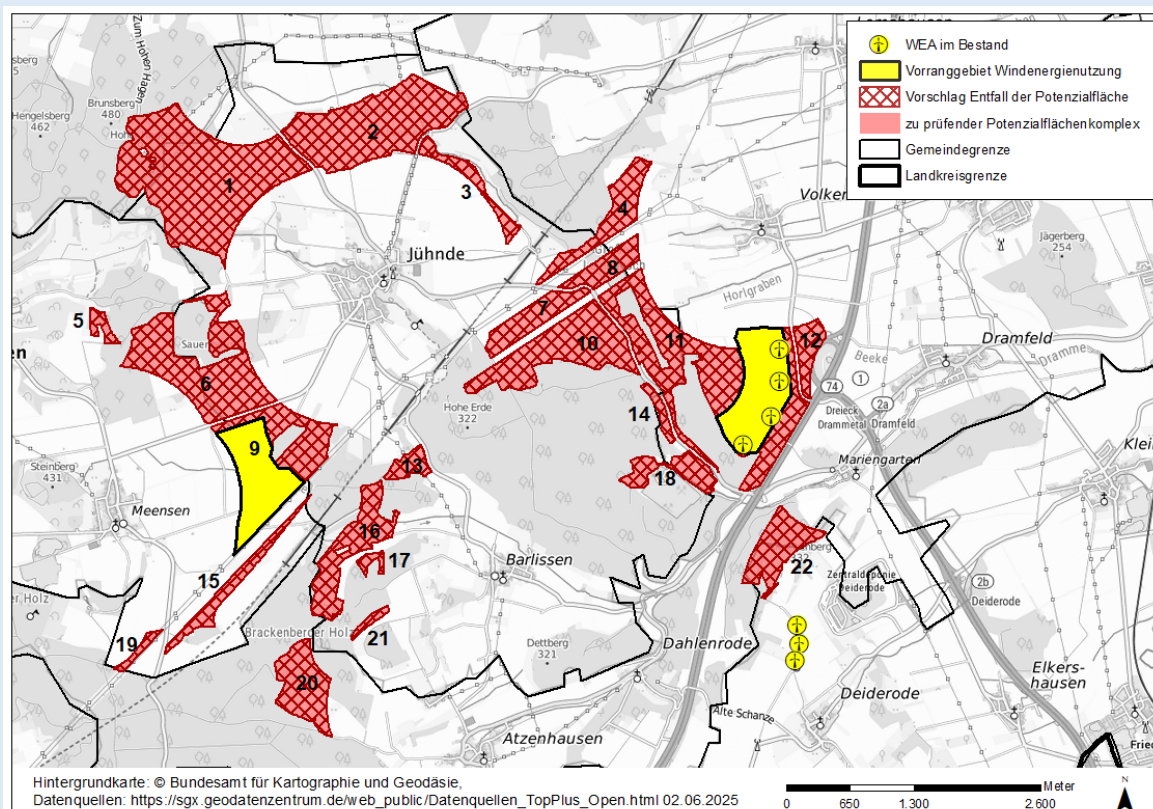 WEA im Bestand
Vorranggebiet Windenergienutzung
Vorschlag Entfall der Potenzialfläche
zu prüfender Potenzialflächenkomplex
Gemeindegrenze
Landkreisgrenze
Zum Hohen Hagen
Brunsberg
480
Hengelsberg
462
1
2
3
4
5
6
7
8
9
10
11
12
13
14
15
16
17
18
19
20
21
22
Jühnde
Volker
Jägerberg
254
Horlgraben
Dramfeld
Dramme
Beeke
1
74
2a
Dreieck
Drammetal
Dramfeld
Mariengarten
Hohe Erde
322
Steinberg
431
Meensen
Barlissen
Brackenberger Holz
Dettberg
321
Dahlenrode
Zentraldeponie
Deiderode
2b
Deiderode
Deiderode
Elkers-
hausen
Alte Schanze
Atzenhausen
Hintergrundkarte: © Bundesamt für Kartographie und Geodäsie,
Datenquellen: https://sgx.geodatenzentrum.de/web_public/Datenquellen_TopPlus_Open.html 02.06.2025
Meter
0 650 1.300 2.600
N